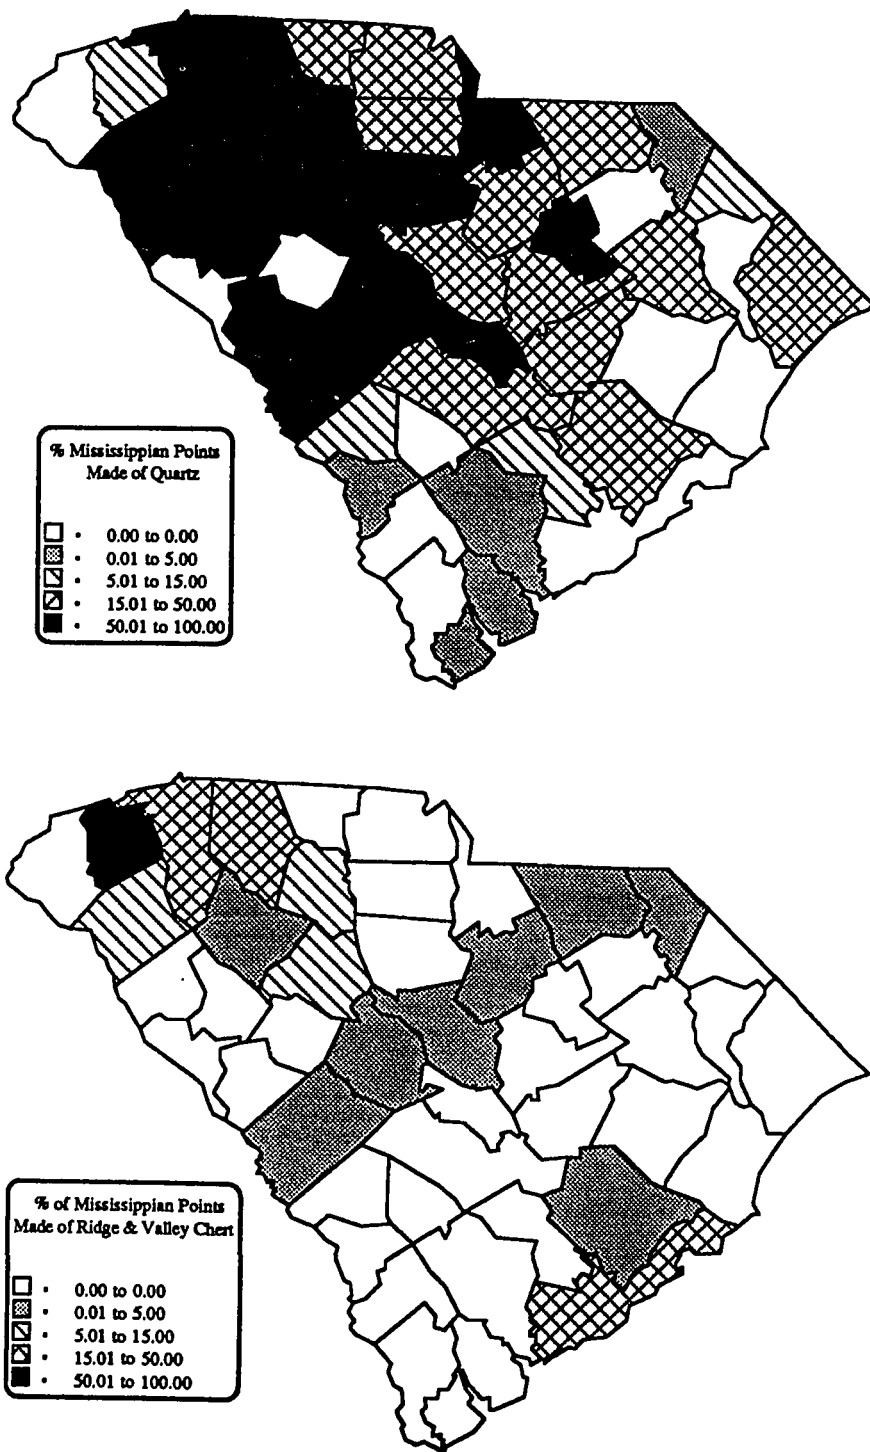 % Mississippian Points
Made of Quartz
0.00 to 0.00
0.01 to 5.00
5.01 to 15.00
15.01 to 50.00
50.01 to 100.00
% of Mississippian Points
Made of Ridge & Valley Chert
0.00 to 0.00
0.01 to 5.00
5.01 to 15.00
15.01 to 50.00
50.01 to 100.00